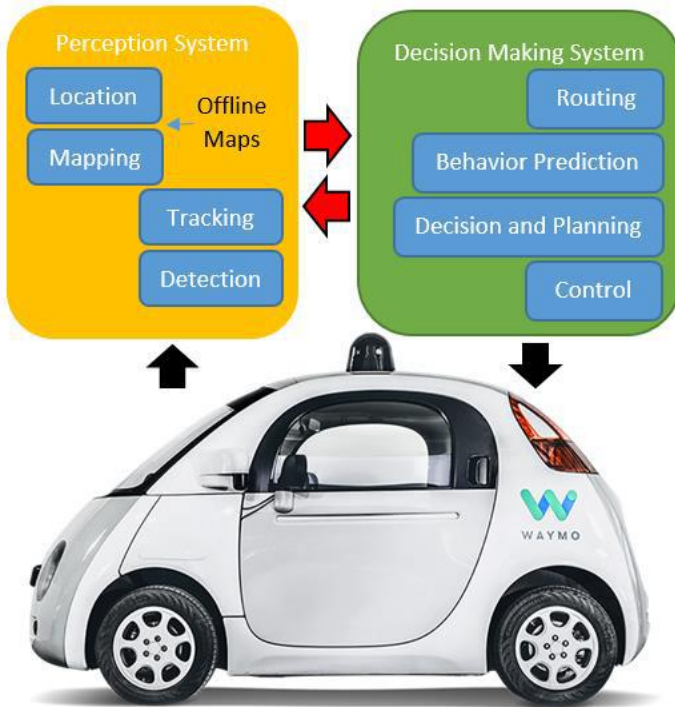 Perception System
Location
Offline
Maps
Mapping
Tracking
Detection
Decision Making System
Routing
Behavior Prediction
Decision and Planning
Control
WAYMO